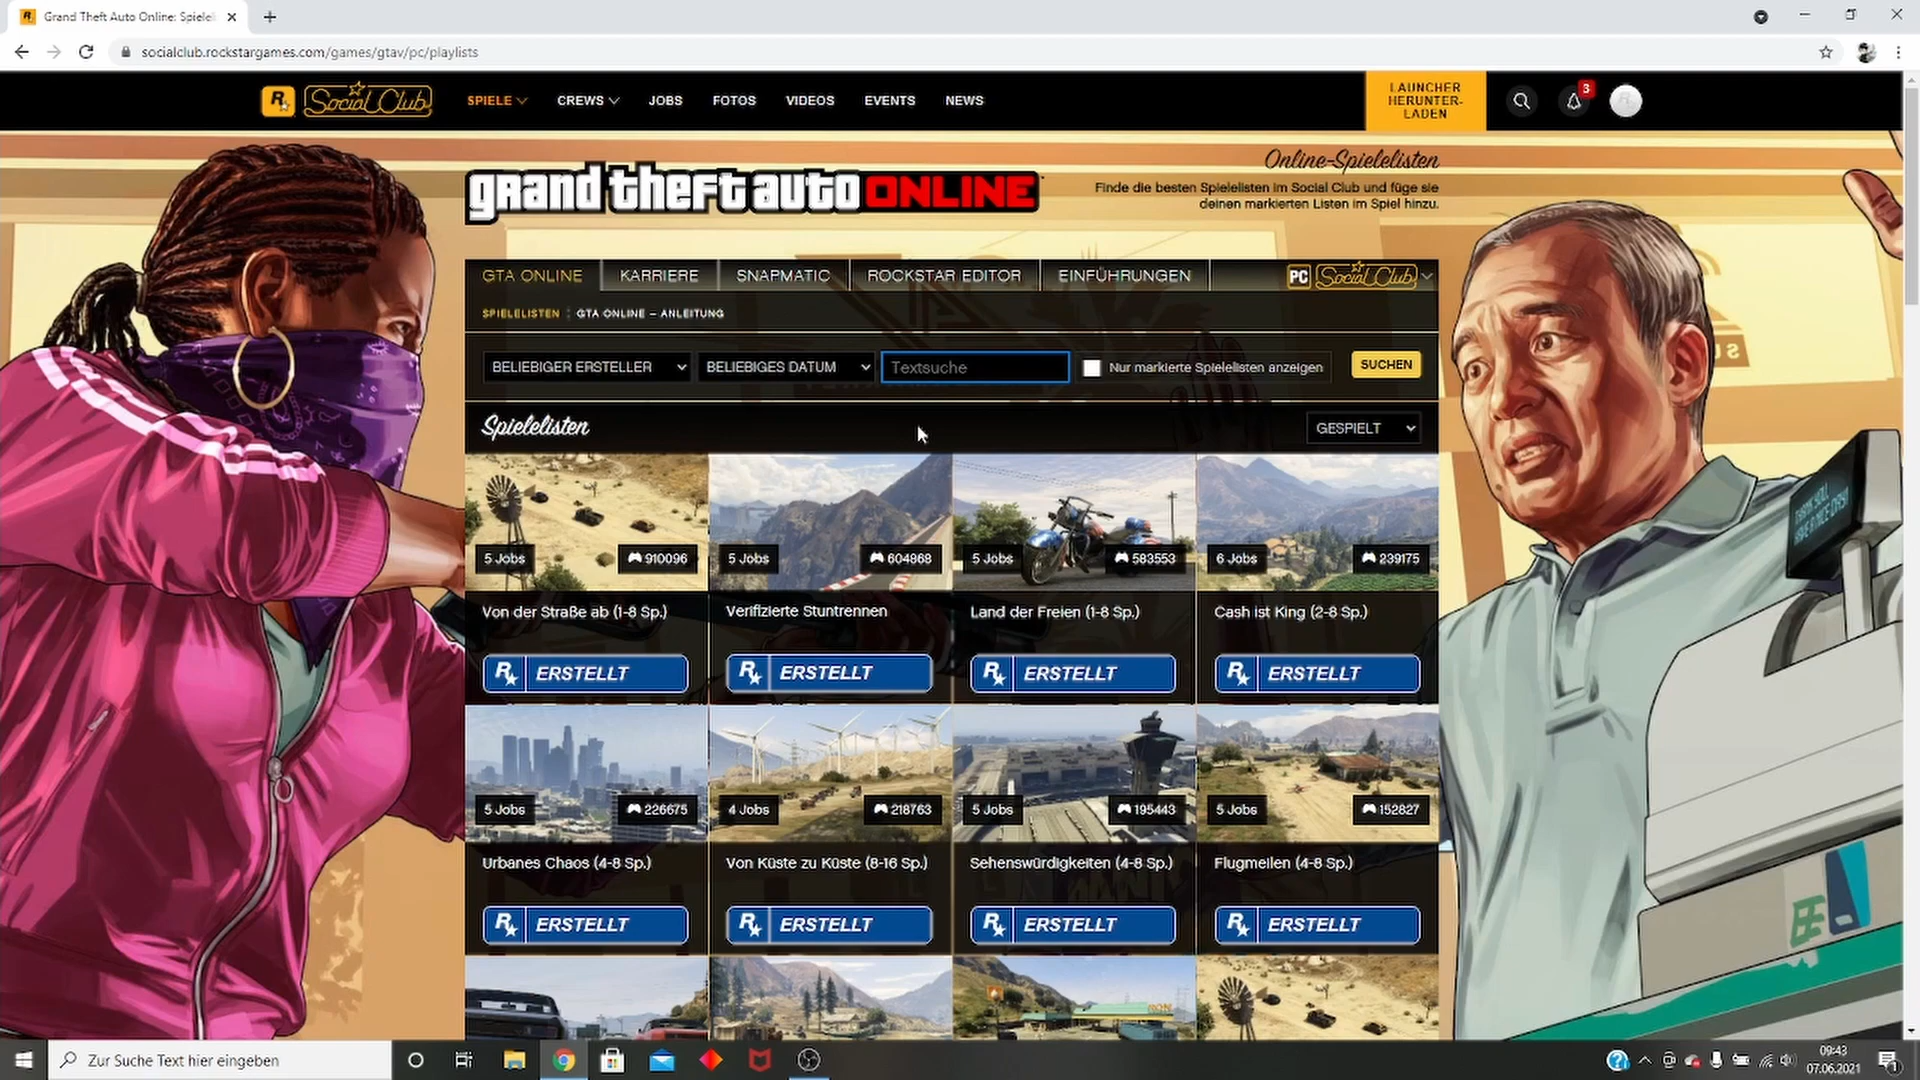 Grand Theft Auto Online: Spielel
socialclub.rockstargames.com/games/gtav/pc/playlists
R
Social Club
SPIELE
CREWS
JOBS
FOTOS
VIDEOS
EVENTS
NEWS
LAUNCHER
HERUNTER-
LADEN
3
grand theft auto ONLINE
Online-Spielelisten
Finde die besten Spielelisten im Social Club und füge sie
deinen markierten Listen im Spiel hinzu.
GTA ONLINE
KARRIERE
SNAPMATIC
ROCKSTAR EDITOR
EINFÜHRUNGEN
PC Social Club
SPIELELISTEN
GTA ONLINE – ANLEITUNG
BELIEBIGER ERSTELLER
BELIEBIGES DATUM
Textsuche
Nur markierte Spielelisten anzeigen
SUCHEN
Spielelisten
GESPIELT
5 Jobs
910096
5 Jobs
604868
5 Jobs
583553
6 Jobs
239175
Von der Straße ab (1-8 Sp.)
Verifizierte Stuntrennen
Land der Freien (1-8 Sp.)
Cash ist King (2-8 Sp.)
R ERSTELLT
R ERSTELLT
R ERSTELLT
R ERSTELLT
5 Jobs
226675
4 Jobs
218763
5 Jobs
195443
5 Jobs
152827
Urbanes Chaos (4-8 Sp.)
Von Küste zu Küste (8-16 Sp.)
Sehenswürdigkeiten (4-8 Sp.)
Flugmeilen (4-8 Sp.)
R ERSTELLT
R ERSTELLT
R ERSTELLT
R ERSTELLT
Zur Suche Text hier eingeben
09:43
07.06.2021
1